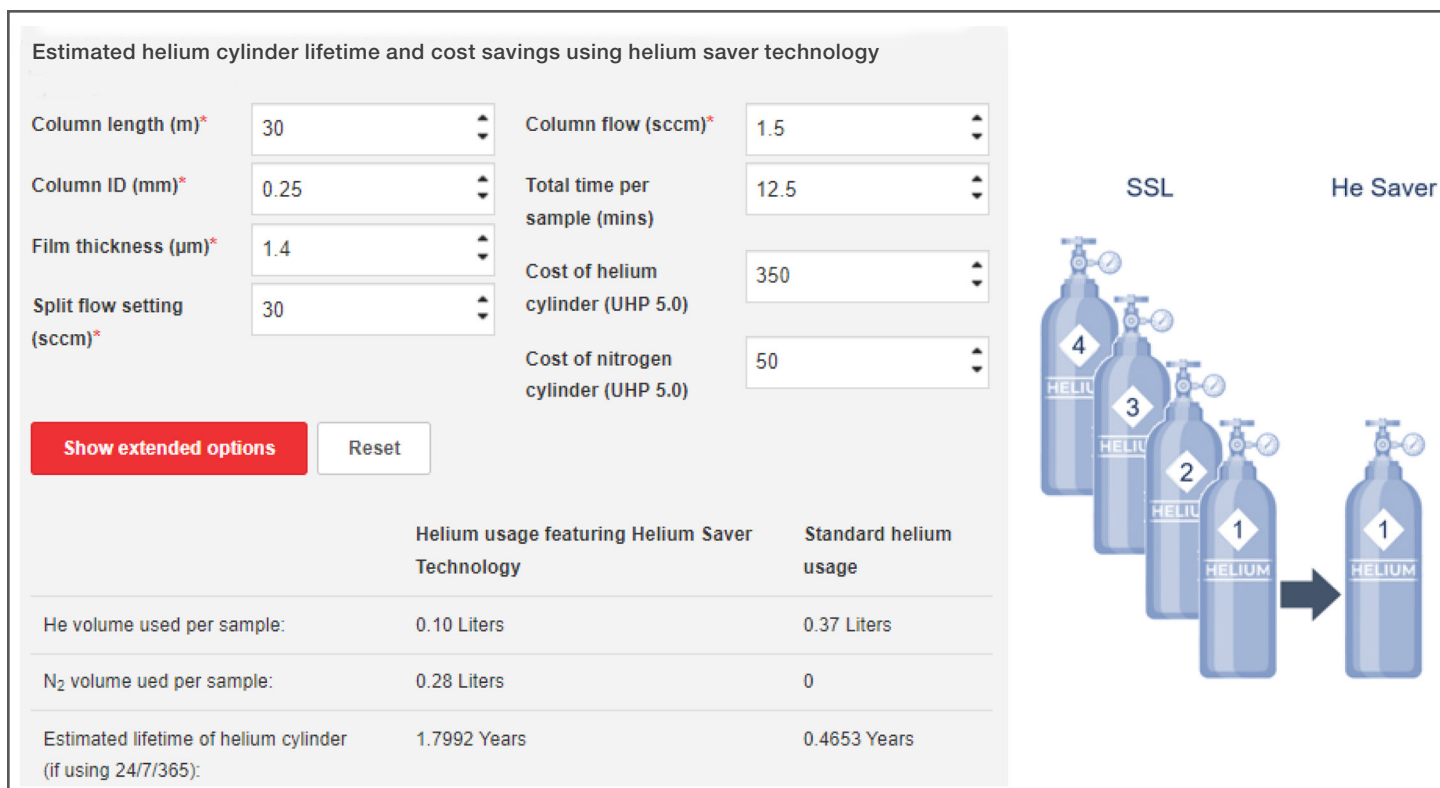 Estimated helium cylinder lifetime and cost savings using helium saver technology
Column length (m)*
30
Column ID (mm)*
0.25
Film thickness (µm)*
1.4
Split flow setting
(sccm)*
30
Column flow (sccm)*
1.5
Total time per
sample (mins)
12.5
Cost of helium
cylinder (UHP 5.0)
350
Cost of nitrogen
cylinder (UHP 5.0)
50
Show extended options
Reset
Helium usage featuring Helium Saver
Technology
Standard helium
usage
He volume used per sample:
0.10 Liters
0.37 Liters
N₂ volume ued per sample:
0.28 Liters
0
Estimated lifetime of helium cylinder
(if using 24/7/365):
1.7992 Years
0.4653 Years
SSL
He Saver
4
HELIU
3
HELIU
2
HELIU
1
HELIUM
1
HELIUM